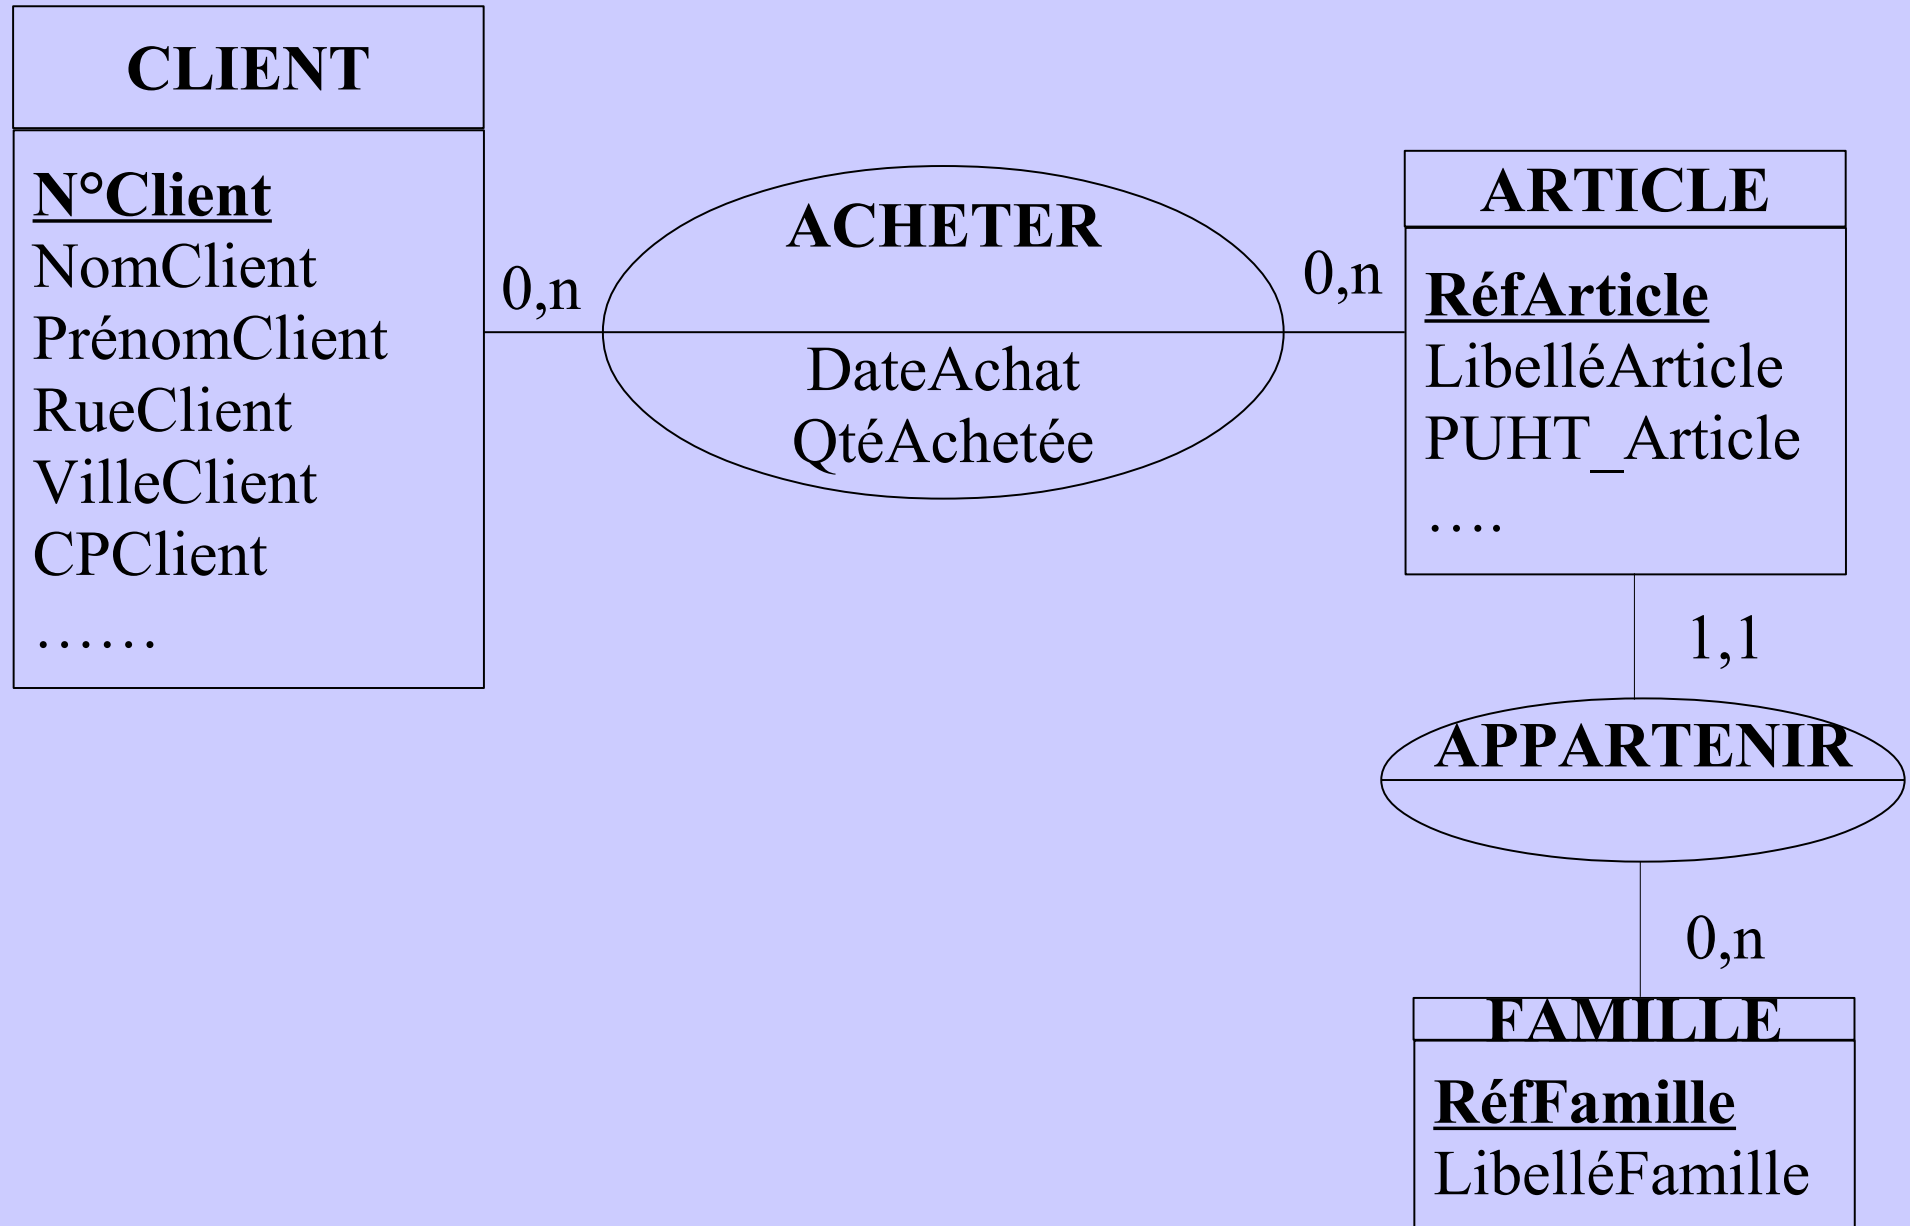 CLIENT
N°Client
NomClient
PrénomClient
RueClient
VilleClient
CPClient
……
0,n
ACHETER
DateAchat
QtéAchetée
0,n
ARTICLE
RéfArticle
LibelléArticle
PUHT_Article
….
1,1
APPARTENIR
0,n
FAMILLE
RéfFamille
LibelléFamille